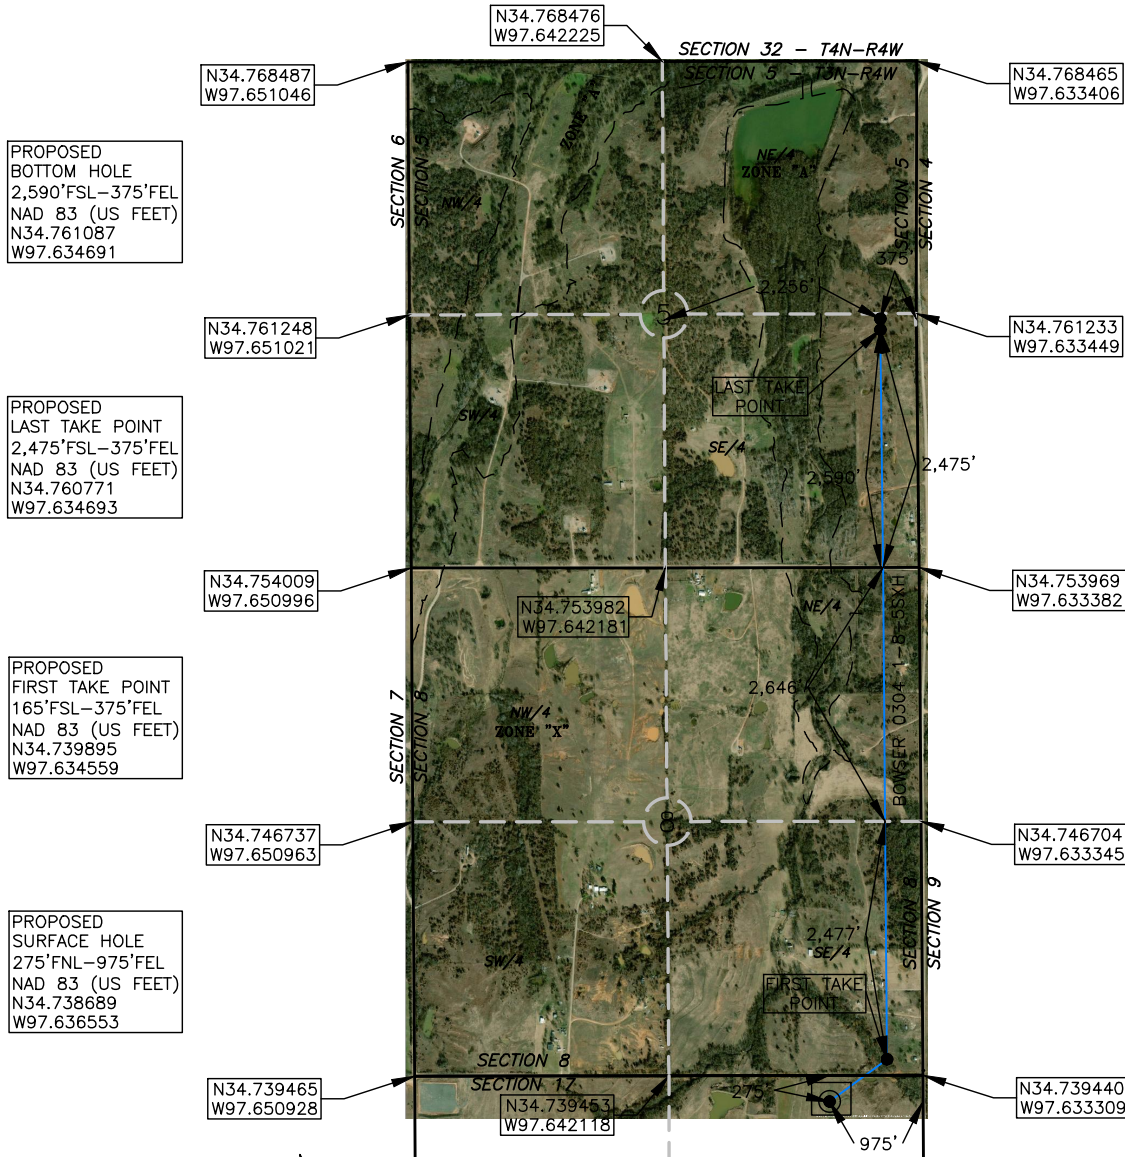 N34.768476
W97.642225
SECTION 32 - T4N-R4W
SECTION 5 - T3N-R4W
N34.768487
W97.651046
N34.768465
W97.633406
PROPOSED
BOTTOM HOLE
2,590'FSL-375'FEL
NAD 83 (US FEET)
N34.761087
W97.634691
SECTION 6
SECTION 5
ZONE "A"
NW/4
NE/4
ZONE "A"
SECTION 5
SECTION 4
375'
2,256'
5
N34.761248
W97.651021
N34.761233
W97.633449
PROPOSED
LAST TAKE POINT
2,475'FSL-375'FEL
NAD 83 (US FEET)
N34.760771
W97.634693
LAST TAKE
POINT
SW/4
SE/4
2,590'
2,475'
N34.754009
W97.650996
N34.753982
W97.642181
N34.753969
W97.633382
PROPOSED
FIRST TAKE POINT
165'FSL-375'FEL
NAD 83 (US FEET)
N34.739895
W97.634559
SECTION 7
SECTION 8
NW/4
ZONE "X"
NE/4
2,646'
BOWSER 0304 1-8-5SXH
8
N34.746737
W97.650963
N34.746704
W97.633345
PROPOSED
SURFACE HOLE
275'FNL-975'FEL
NAD 83 (US FEET)
N34.738689
W97.636553
SW/4
2,477'
SE/4
FIRST TAKE
POINT
SECTION 8
SECTION 9
SECTION 8
SECTION 17
N34.739465
W97.650928
N34.739453
W97.642118
275'
N34.739440
W97.633309
975'